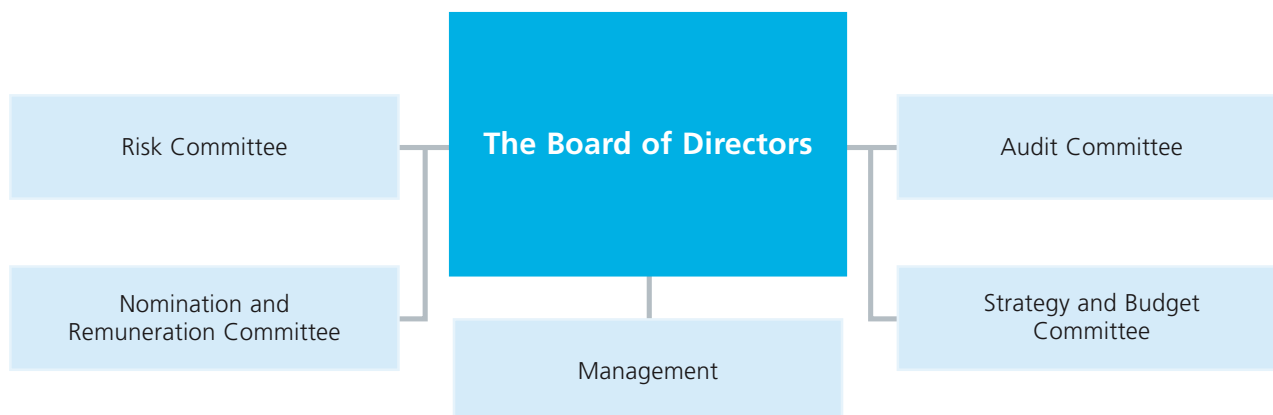 The Board of Directors
Risk Committee
Audit Committee
Nomination and
Remuneration Committee
Strategy and Budget
Committee
Management